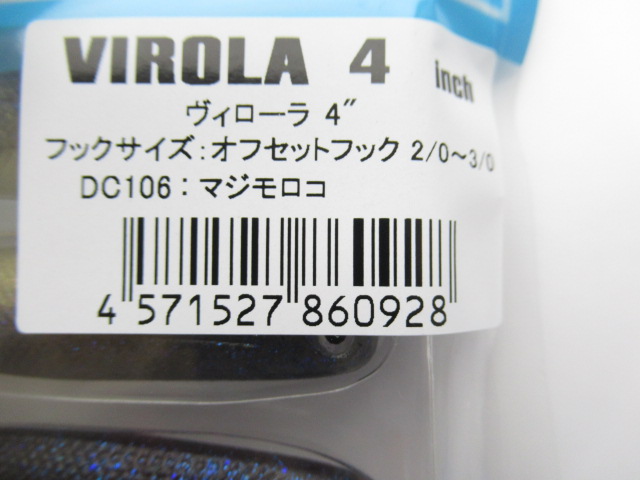 VIROLA 4 inch
ヴィローラ 4"
フックサイズ:オフセットフック 2/0〜3/0
DC106:マジモロコ
4 571527 860928